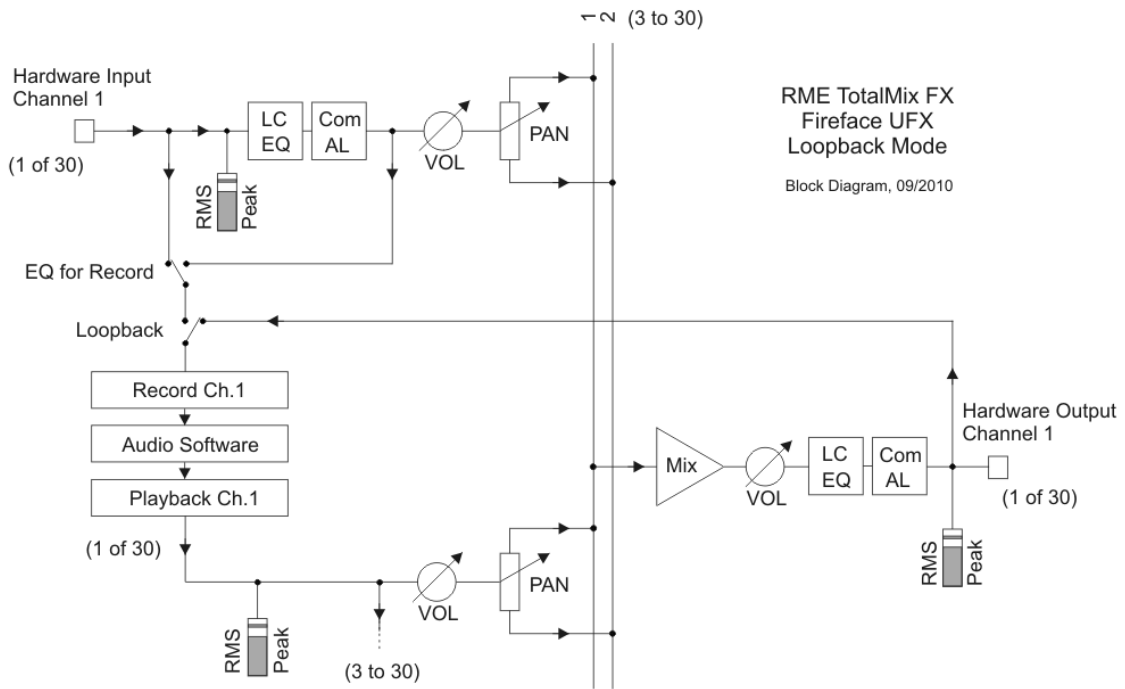 1
2
(3 to 30)
Hardware Input
Channel 1
(1 of 30)
LC
EQ
Com
AL
VOL
PAN
RMS
Peak
RME TotalMix FX
Fireface UFX
Loopback Mode
Block Diagram, 09/2010
EQ for Record
Loopback
Record Ch.1
Audio Software
Playback Ch.1
(1 of 30)
Mix
VOL
LC
EQ
Com
AL
Hardware Output
Channel 1
(1 of 30)
RMS
Peak
VOL
PAN
RMS
Peak
(3 to 30)